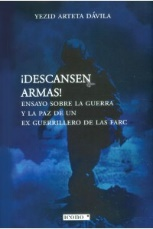 YEZID ARTETA DÁVILA
¡DESCANSEN
ARMAS!
ENSAYO SOBRE LA GUERRA
Y LA PAZ DE UN
EX GUERRILLERO DE LAS FARC